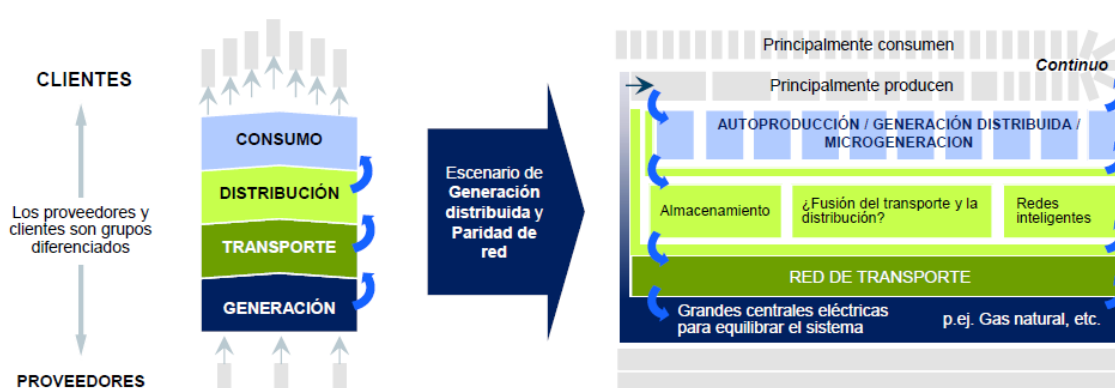 CLIENTES
Los proveedores y
clientes son grupos
diferenciados
PROVEEDORES
CONSUMO
DISTRIBUCIÓN
TRANSPORTE
GENERACIÓN
Escenario de
Generación
distribuida y
Paridad de
red
Principalmente consumen
Continuo
Principalmente producen
AUTOPRODUCCIÓN / GENERACIÓN DISTRIBUIDA /
MICROGENERACION
Almacenamiento
¿Fusión del transporte y la
distribución?
Redes
inteligentes
RED DE TRANSPORTE
Grandes centrales eléctricas
para equilibrar el sistema
p.ej. Gas natural, etc.